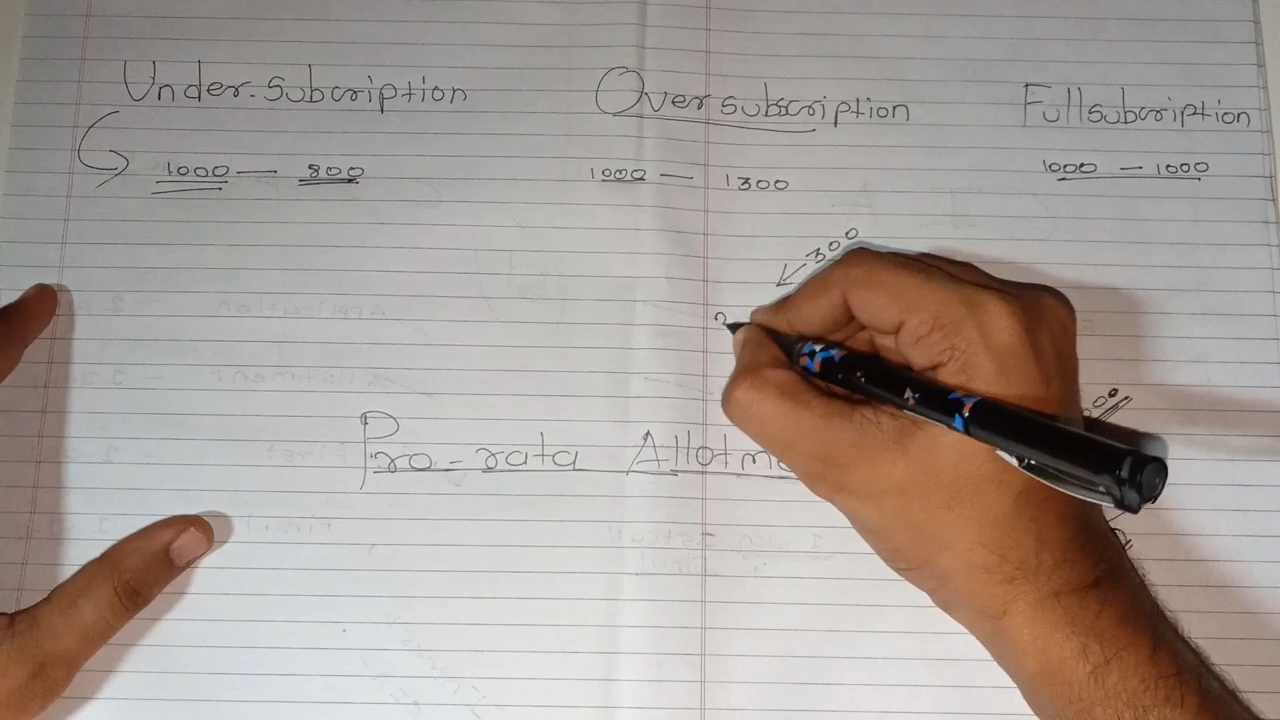 Under-Subcription Oversubscription Fullsubcription
1000 — 800 1000 — 1300 1000 — 1000
300
Pro-rata